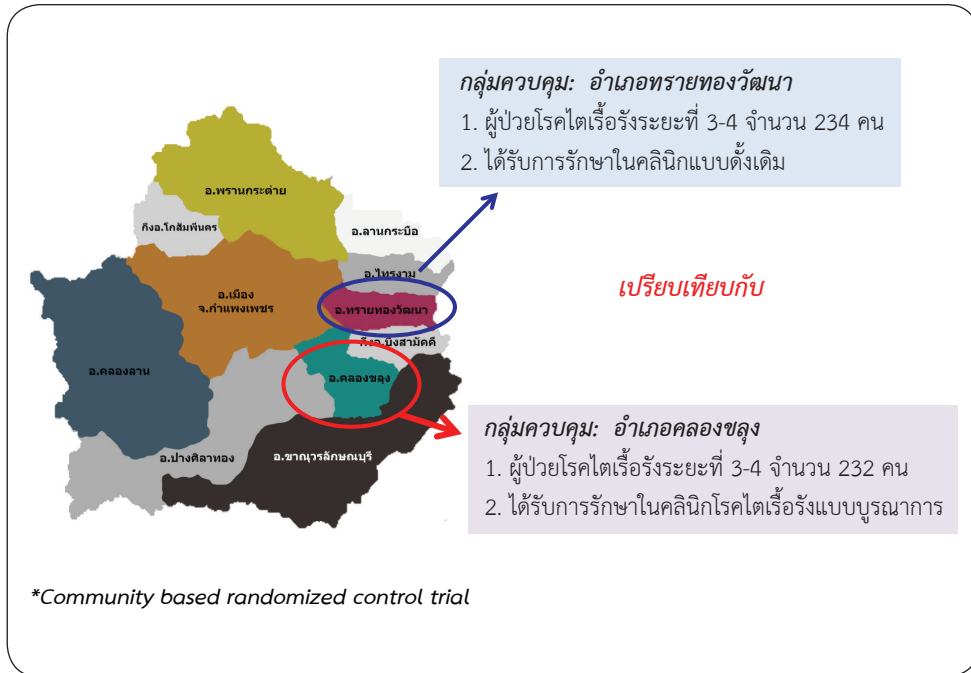 กลุ่มควบคุม: อำเภอทรายทองวัฒนา
1. ผู้ป่วยโรคไตเรื้อรังระยะที่ 3-4 จำนวน 234 คน
2. ได้รับการรักษาในคลินิกแบบดั้งเดิม
อ.พรานกระต่าย
กิ่งอ.โกสัมพีนคร
อ.ลานกระบือ
อ.ไทรงาม
อ.เมือง
จ.กำแพงเพชร
อ.ทรายทองวัฒนา
เปรียบเทียบกับ
กิ่งอ.บึงสามัคคี
อ.คลองลาน
อ.คลองขลุง
กลุ่มควบคุม: อำเภอคลองขลุง
1. ผู้ป่วยโรคไตเรื้อรังระยะที่ 3-4 จำนวน 232 คน
2. ได้รับการรักษาในคลินิกโรคไตเรื้อรังแบบบูรณาการ
อ.ปางศิลาทอง
อ.ขาณุวรลักษณบุรี
*Community based randomized control trial